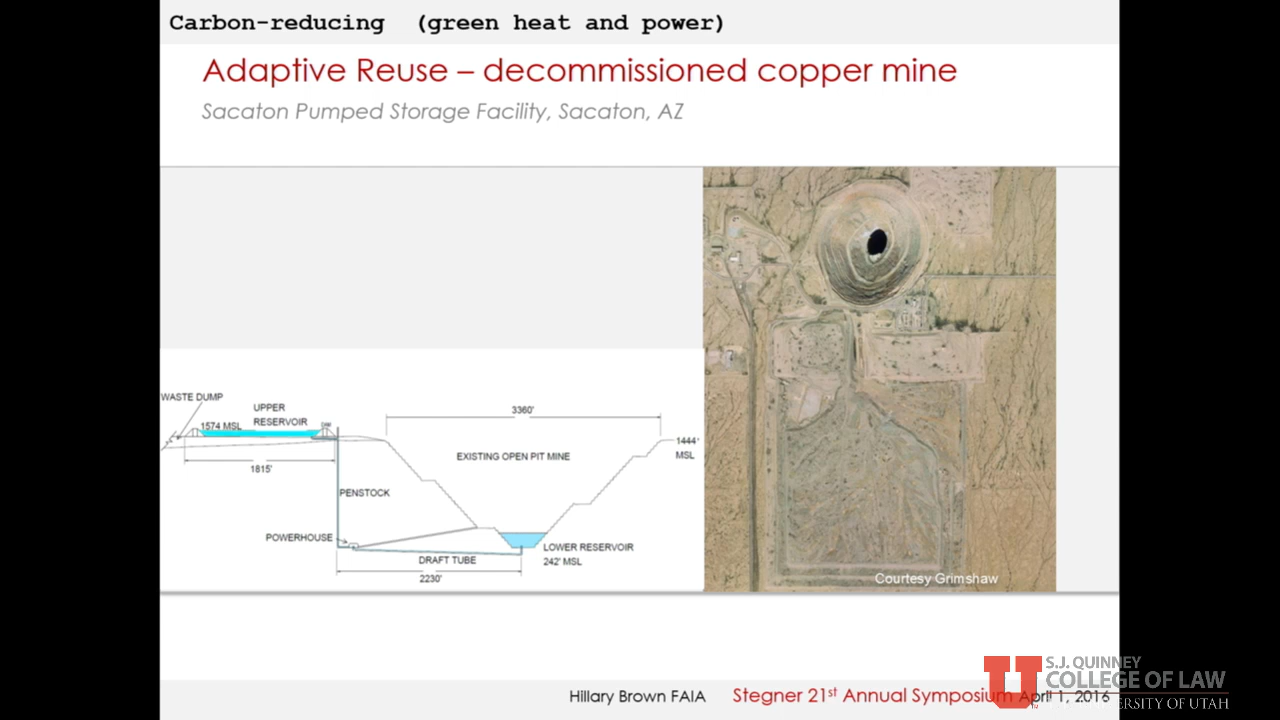 Carbon-reducing (green heat and power)
Adaptive Reuse – decommissioned copper mine
Sacaton Pumped Storage Facility, Sacaton, AZ
WASTE DUMP
UPPER
RESERVOIR
1574 MSL
1815'
3360'
EXISTING OPEN PIT MINE
1444'
MSL
PENSTOCK
POWERHOUSE
DRAFT TUBE
2230'
LOWER RESERVOIR
242' MSL
Courtesy Grimshaw
Hillary Brown FAIA Stegner 21st Annual Symposium April 1, 2016
S.J. QUINNEY
COLLEGE OF LAW
UNIVERSITY OF UTAH